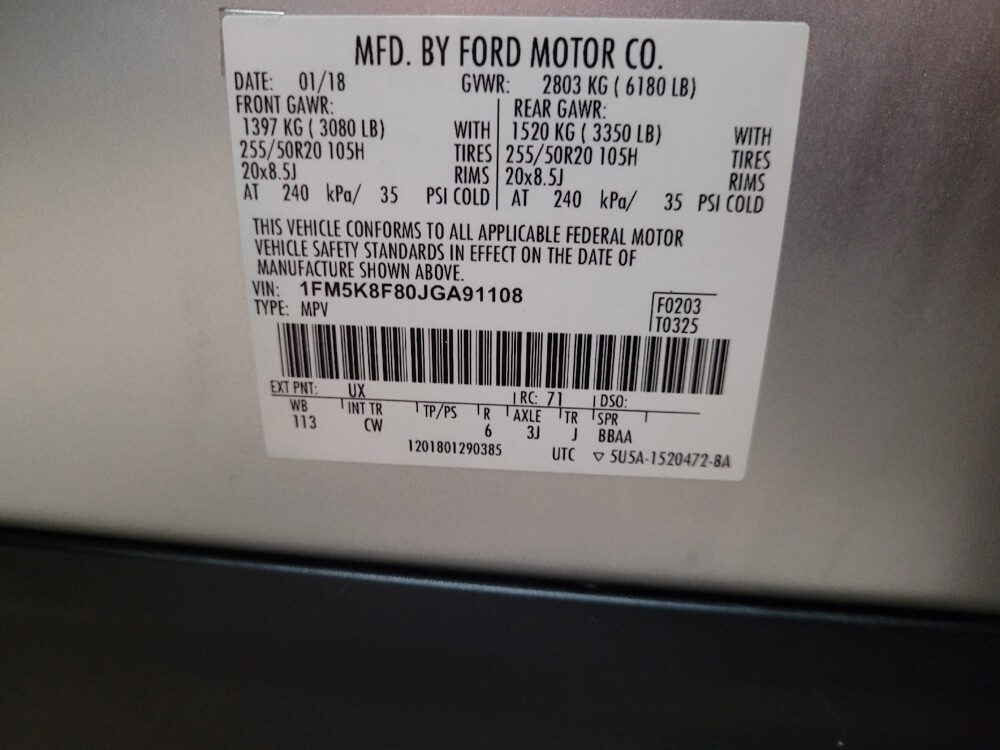 MFD. BY FORD MOTOR CO.
DATE: 01/18 GVWR: 2803 KG ( 6180 LB)
FRONT GAWR: REAR GAWR:
1397 KG ( 3080 LB) WITH 1520 KG ( 3350 LB) WITH
255/50R20 105H TIRES 255/50R20 105H TIRES
20x8.5J RIMS 20x8.5J RIMS
AT 240 kPa/ 35 PSI COLD AT 240 kPa/ 35 PSI COLD
THIS VEHICLE CONFORMS TO ALL APPLICABLE FEDERAL MOTOR
VEHICLE SAFETY STANDARDS IN EFFECT ON THE DATE OF
MANUFACTURE SHOWN ABOVE.
VIN: 1FM5K8F80JGA91108
TYPE: MPV
F0203
T0325
EXT PNT: UX RC: 71 DSO:
WB INT TR TP/PS R AXLE TR SPR
113 CW 6 3J J BBAA
1201801290385 UTC ▽ 5U5A-1520472-BA